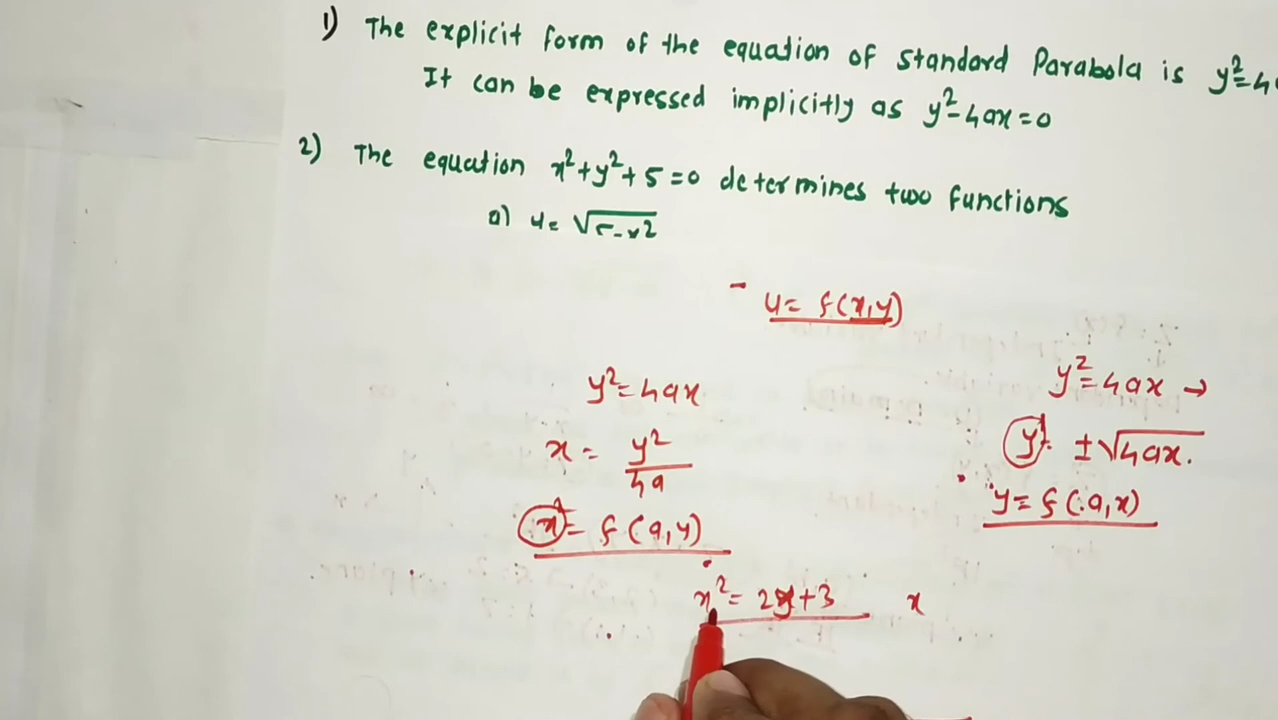 1) The explicit form of the equation of standard Parabola is y²=4
It can be expressed implicitly as y²-4ax=0
2) The equation x²+y²+5=0 determines two functions
a) y= √5-x²
u= f(x,y)
y²=4ax
x= y²/4a
x= f(a,y)
y²=4ax →
y= ±√4ax.
y= f(a,x)
x²= 2x+3 x